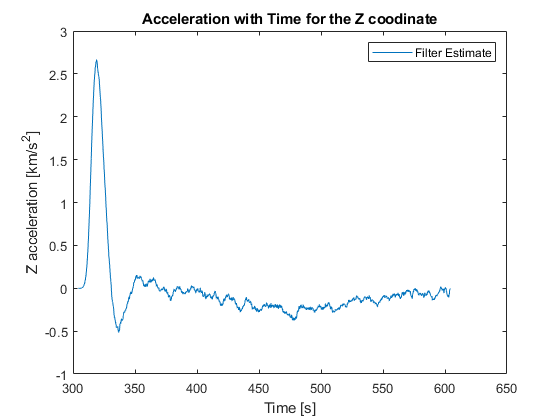 Acceleration with Time for the Z coodinate
Filter Estimate
Z acceleration [km/s²]
3
2.5
2
1.5
1
0.5
0
-0.5
-1
300 350 400 450 500 550 600 650
Time [s]